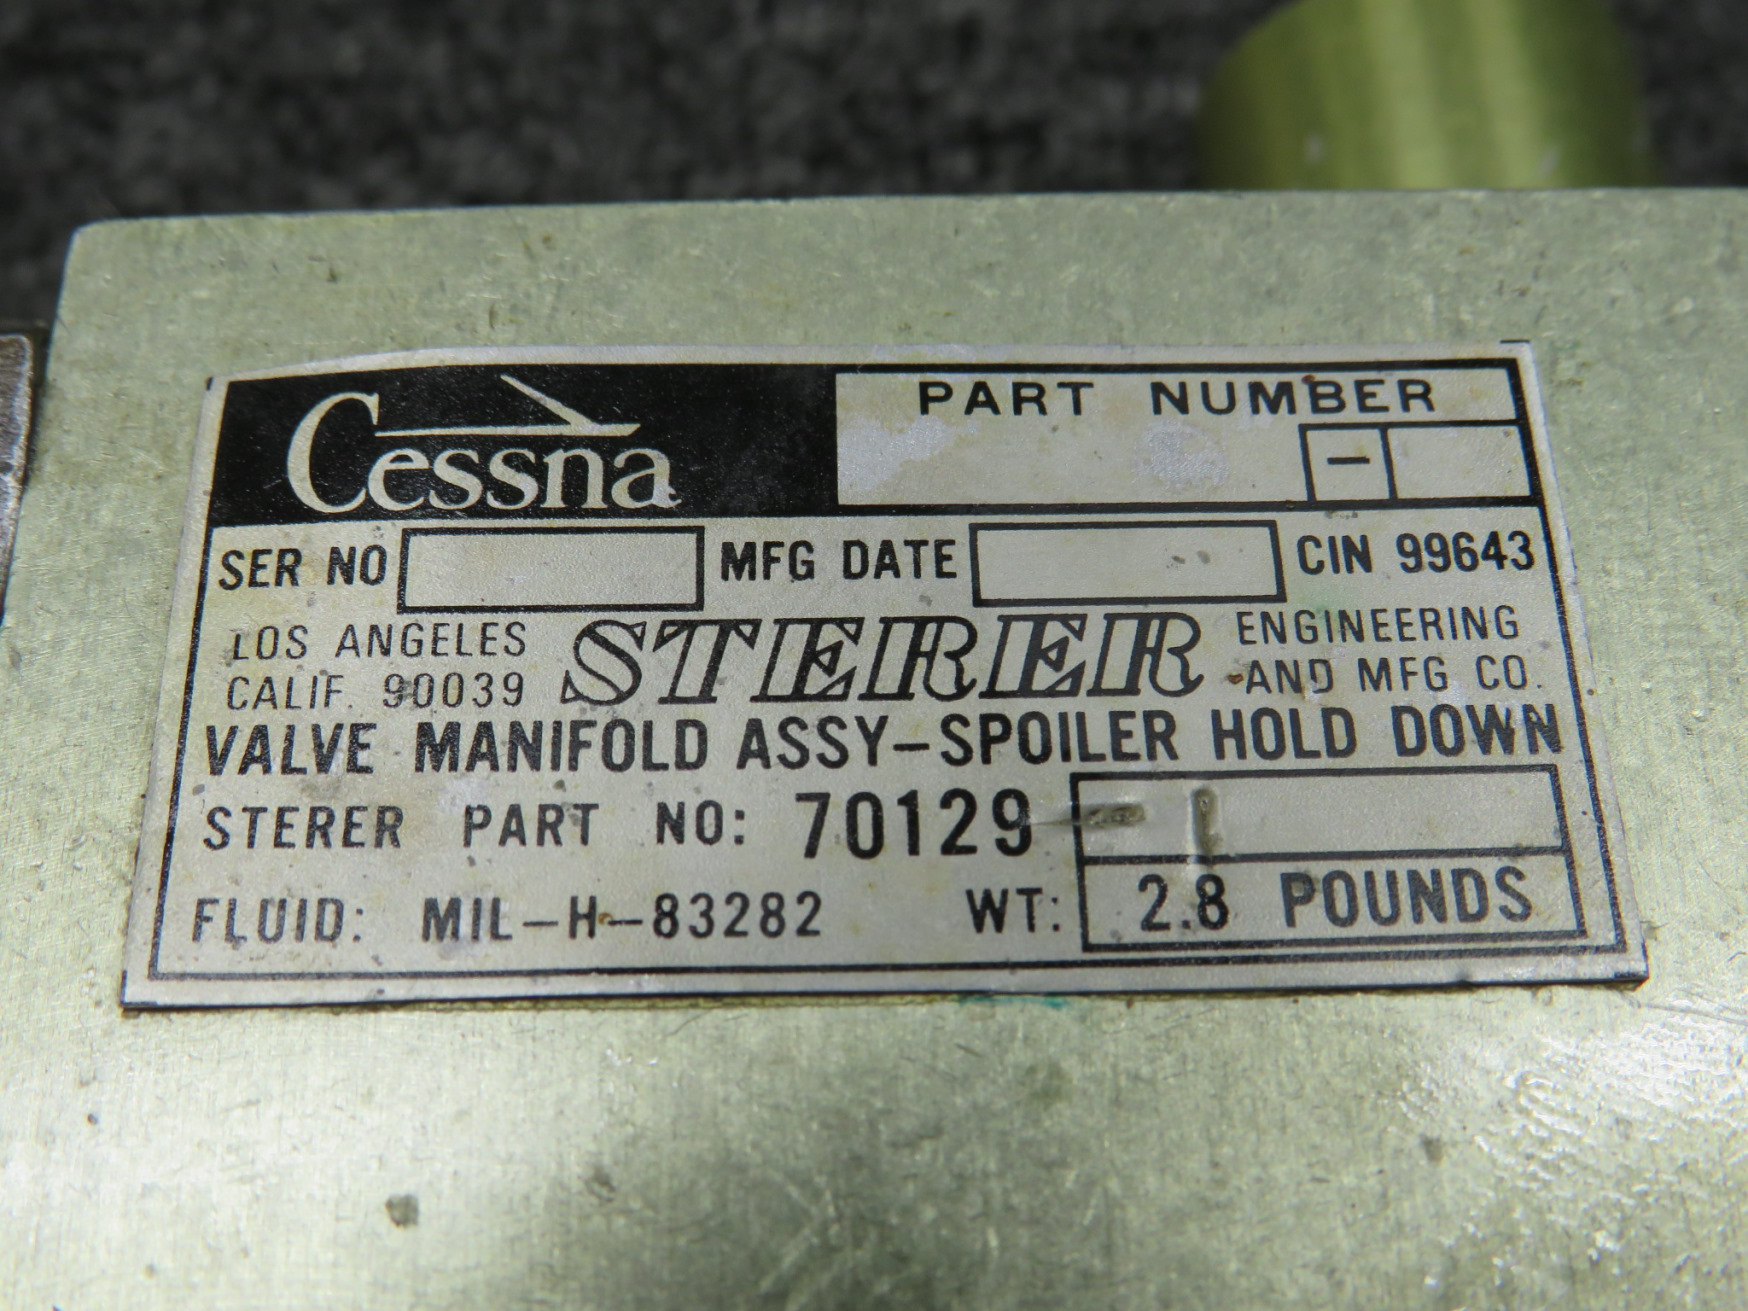 Cessna
PART NUMBER
-
SER NO MFG DATE CIN 99643
LOS ANGELES
CALIF. 90039
STERER
ENGINEERING
AND MFG CO.
VALVE MANIFOLD ASSY-SPOILER HOLD DOWN
STERER PART NO: 70129 - 1
FLUID: MIL-H-83282 WT: 2.8 POUNDS